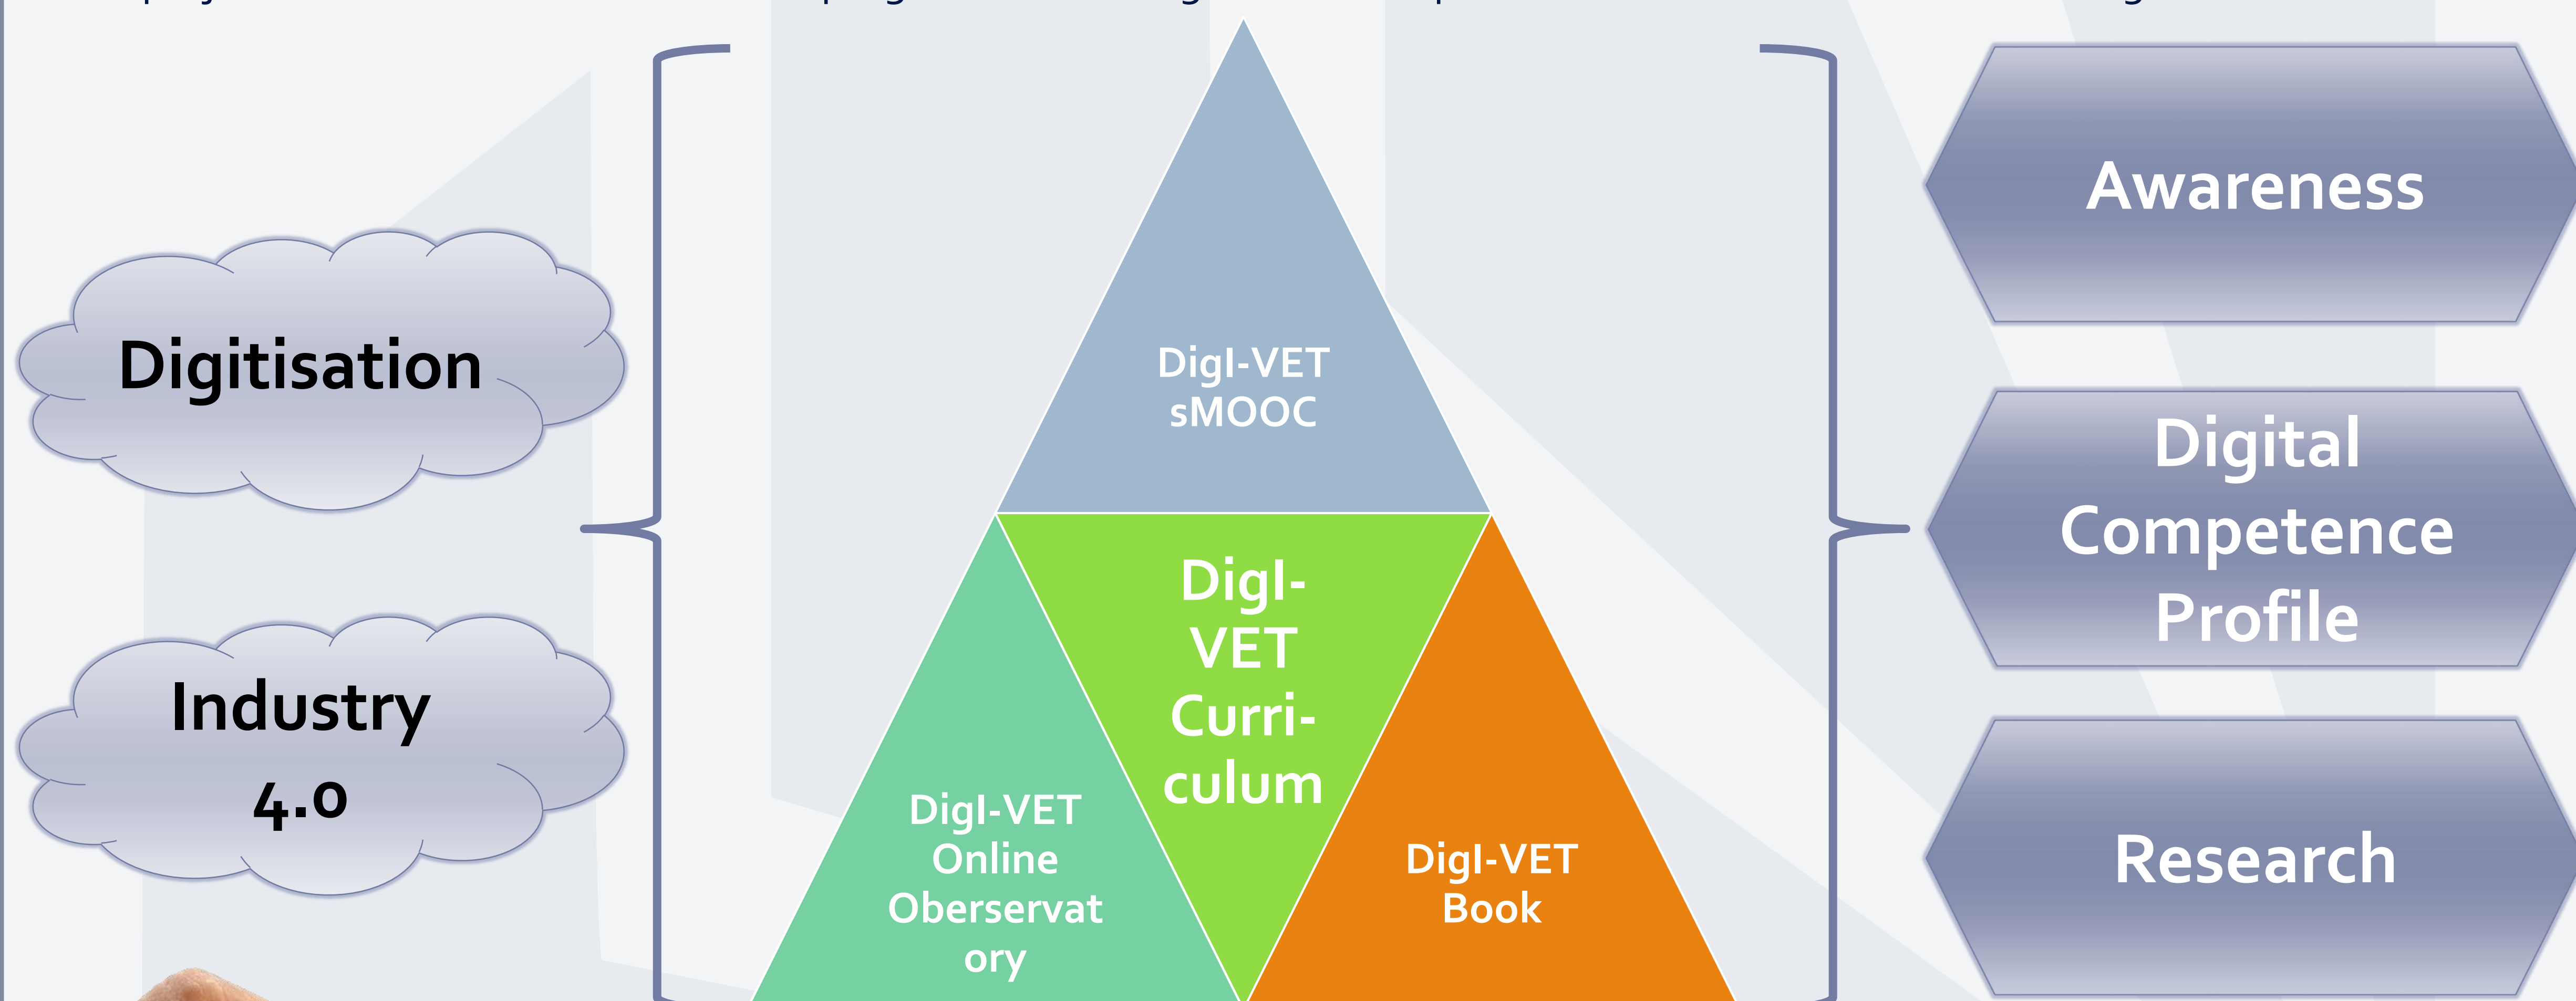 Digitisation
Industry
4.0
DigI-VET
sMOOC
DigI-
VET
Curri-
culum
DigI-VET
Online
Oberservat
ory
DigI-VET
Book
Awareness
Digital
Competence
Profile
Research